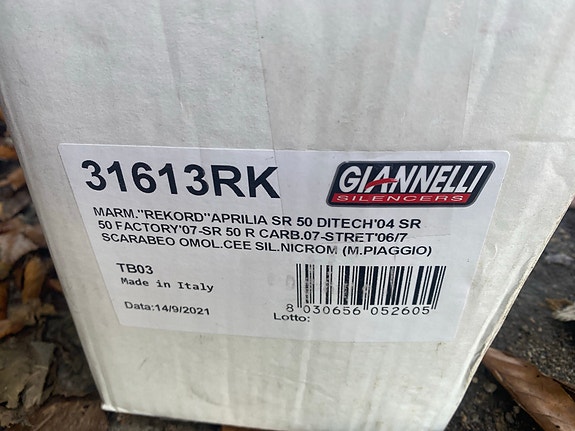 31613RK
GIANNELLI
SILENCERS
MARM."REKORD"APRILIA SR 50 DITECH'04 SR
50 FACTORY'07-SR 50 R CARB.07-STRET'06/7
SCARABEO OMOL.CEE SIL.NICROM (M.PIAGGIO)
TB03
Made in Italy
Data:14/9/2021
Lotto:
8 030656 052605